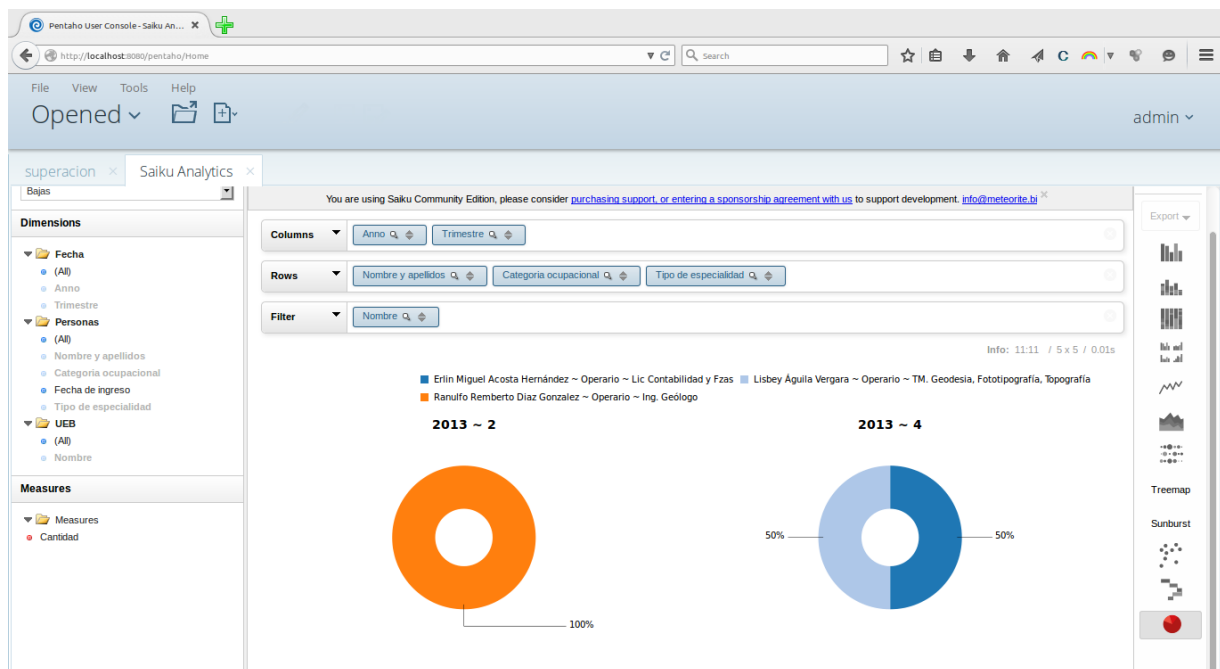 Pentaho User Console - Saiku An...
http://localhost:8080/pentaho/Home
Search
File View Tools Help
Opened
admin
superacion
Saiku Analytics
Bajas
You are using Saiku Community Edition, please consider purchasing support, or entering a sponsorship agreement with us to support development. info@meteorite.bi
Dimensions
Fecha
(All)
Anno
Trimestre
Personas
(All)
Nombre y apellidos
Categoria ocupacional
Fecha de ingreso
Tipo de especialidad
UEB
(All)
Nombre
Measures
Measures
Cantidad
Columns Anno Trimestre
Rows Nombre y apellidos Categoria ocupacional Tipo de especialidad
Filter Nombre
Info: 11:11 / 5 x 5 / 0.01s
Erlin Miguel Acosta Hernández ~ Operario ~ Lic Contabilidad y Fzas
Lisbey Águila Vergara ~ Operario ~ TM. Geodesia, Fototipografía, Topografía
Ranulfo Remberto Diaz Gonzalez ~ Operario ~ Ing. Geólogo
2013 ~ 2
2013 ~ 4
100%
50%
50%
Export
Treemap
Sunburst